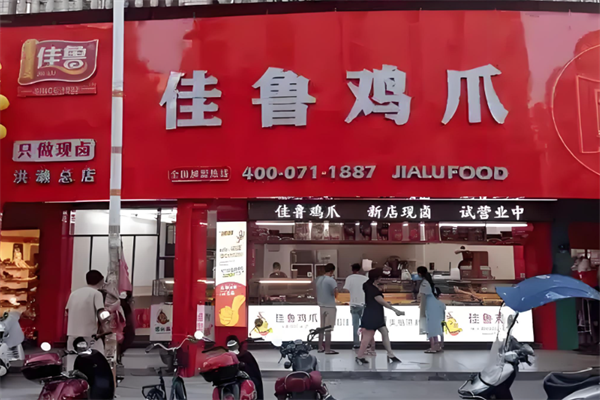 佳鲁
JIA·LU
佳鲁鸡爪
只做现卤
洪濑总店
全国加盟热线 400-071-1887 JIALUFOOD
佳鲁鸡爪 新店现卤 试营业中
佳鲁鸡爪
佳鲁鸡爪